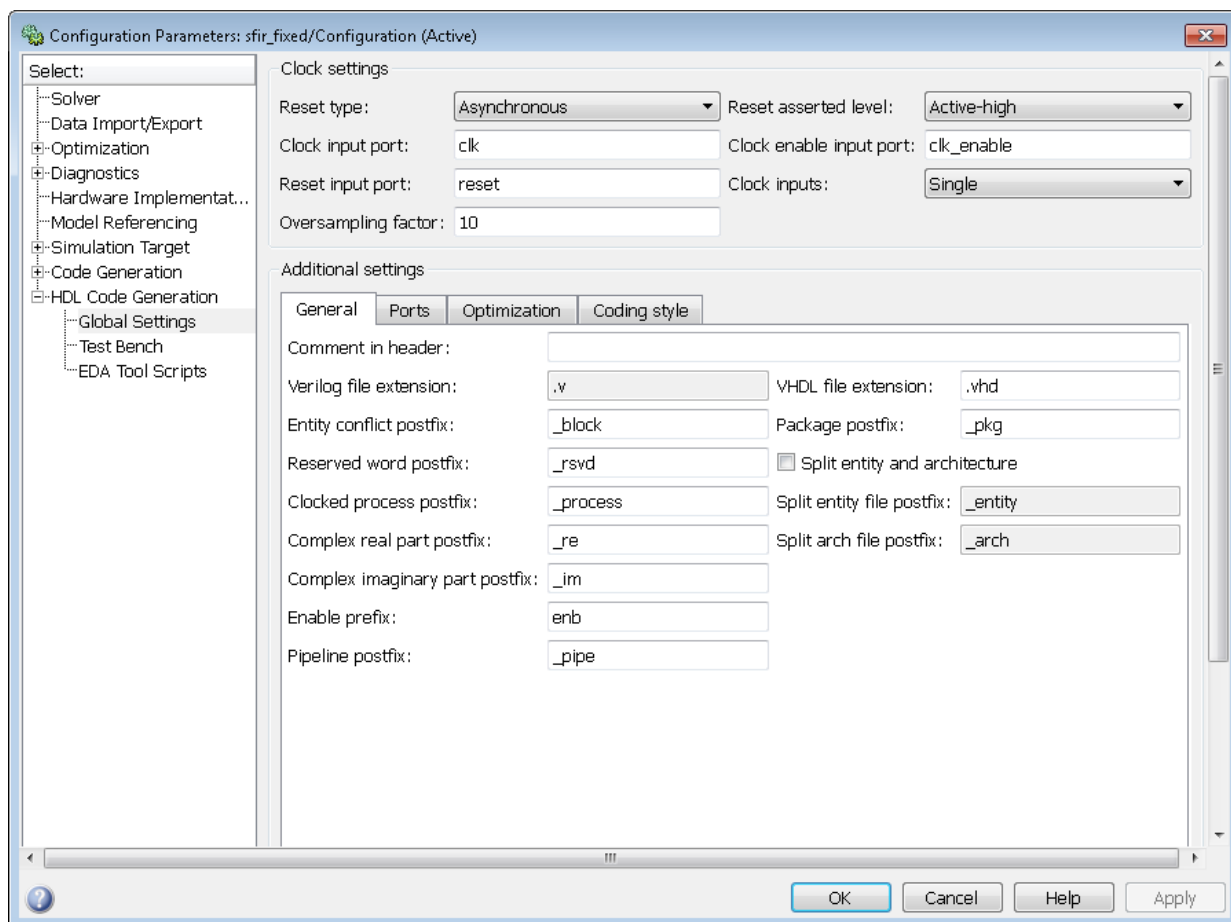 Configuration Parameters: sfir_fixed/Configuration (Active)
Select:
Solver
Data Import/Export
Optimization
Diagnostics
Hardware Implementat...
Model Referencing
Simulation Target
Code Generation
HDL Code Generation
Global Settings
Test Bench
EDA Tool Scripts
Clock settings
Reset type: Asynchronous Reset asserted level: Active-high
Clock input port: clk Clock enable input port: clk_enable
Reset input port: reset Clock inputs: Single
Oversampling factor: 10
Additional settings
General Ports Optimization Coding style
Comment in header:
Verilog file extension: .v VHDL file extension: .vhd
Entity conflict postfix: _block Package postfix: _pkg
Reserved word postfix: _rsvd Split entity and architecture
Clocked process postfix: _process Split entity file postfix: _entity
Complex real part postfix: _re Split arch file postfix: _arch
Complex imaginary part postfix: _im
Enable prefix: enb
Pipeline postfix: _pipe
OK Cancel Help Apply